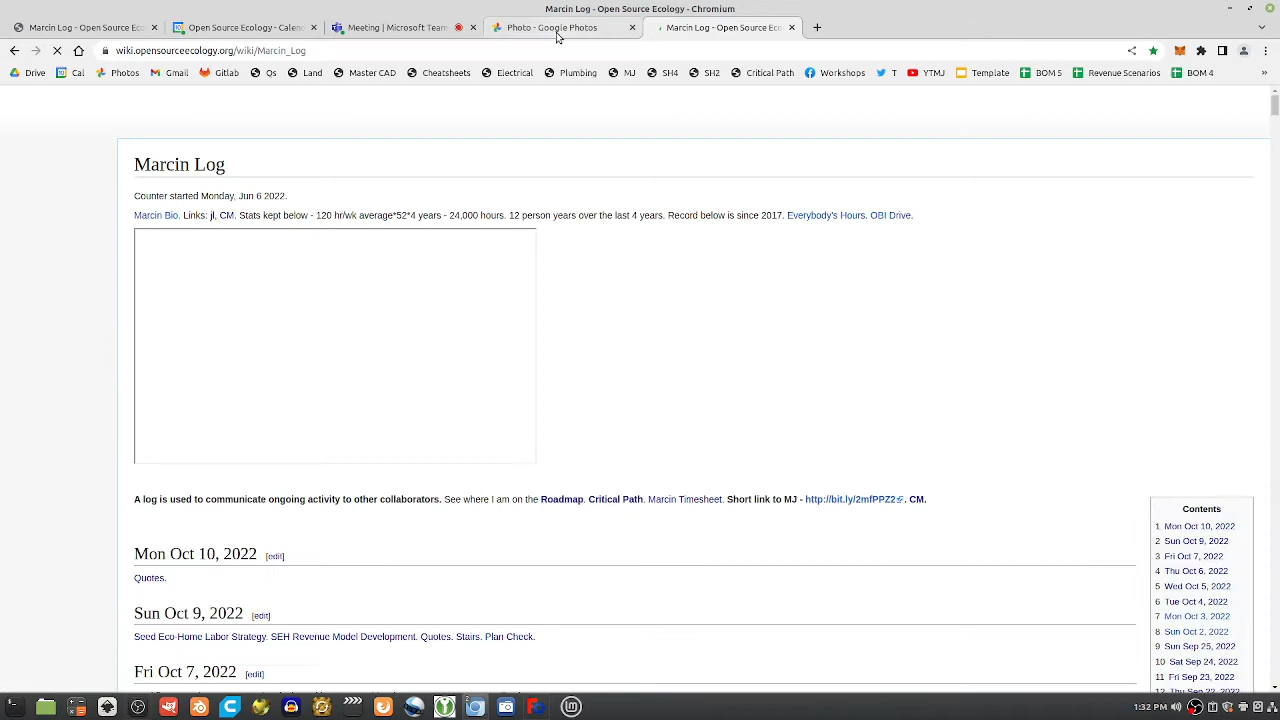 Marcin Log - Open Source Ecology - Chromium
Marcin Log - Open Source Ec
Open Source Ecology - Calen
Meeting | Microsoft Team
Photo - Google Photos
Marcin Log - Open Source Eco
wiki.opensourceecology.org/wiki/Marcin_Log
Drive Cal Photos Gmail Gitlab Qs Land Master CAD Cheatsheets Electrical Plumbing MJ SH4 SH2 Critical Path Workshops T YTMJ Template BOM 5 Revenue Scenarios BOM 4 »
Marcin Log
Counter started Monday, Jun 6 2022.
Marcin Bio. Links: jl, CM. Stats kept below - 120 hr/wk average*52*4 years - 24,000 hours. 12 person years over the last 4 years. Record below is since 2017. Everybody's Hours. OBI Drive.
A log is used to communicate ongoing activity to other collaborators. See where I am on the Roadmap. Critical Path. Marcin Timesheet. Short link to MJ - http://bit.ly/2mfPPZ2. CM.
Contents
1 Mon Oct 10, 2022
2 Sun Oct 9, 2022
3 Fri Oct 7, 2022
4 Thu Oct 6, 2022
5 Wed Oct 5, 2022
6 Tue Oct 4, 2022
7 Mon Oct 3, 2022
8 Sun Oct 2, 2022
9 Sun Sep 25, 2022
10 Sat Sep 24, 2022
11 Fri Sep 23, 2022
12 Thu Sep 22, 2022
Mon Oct 10, 2022 [edit]
Quotes.
Sun Oct 9, 2022 [edit]
Seed Eco-Home Labor Strategy. SEH Revenue Model Development. Quotes. Stairs. Plan Check.
Fri Oct 7, 2022 [edit]
1:32 PM